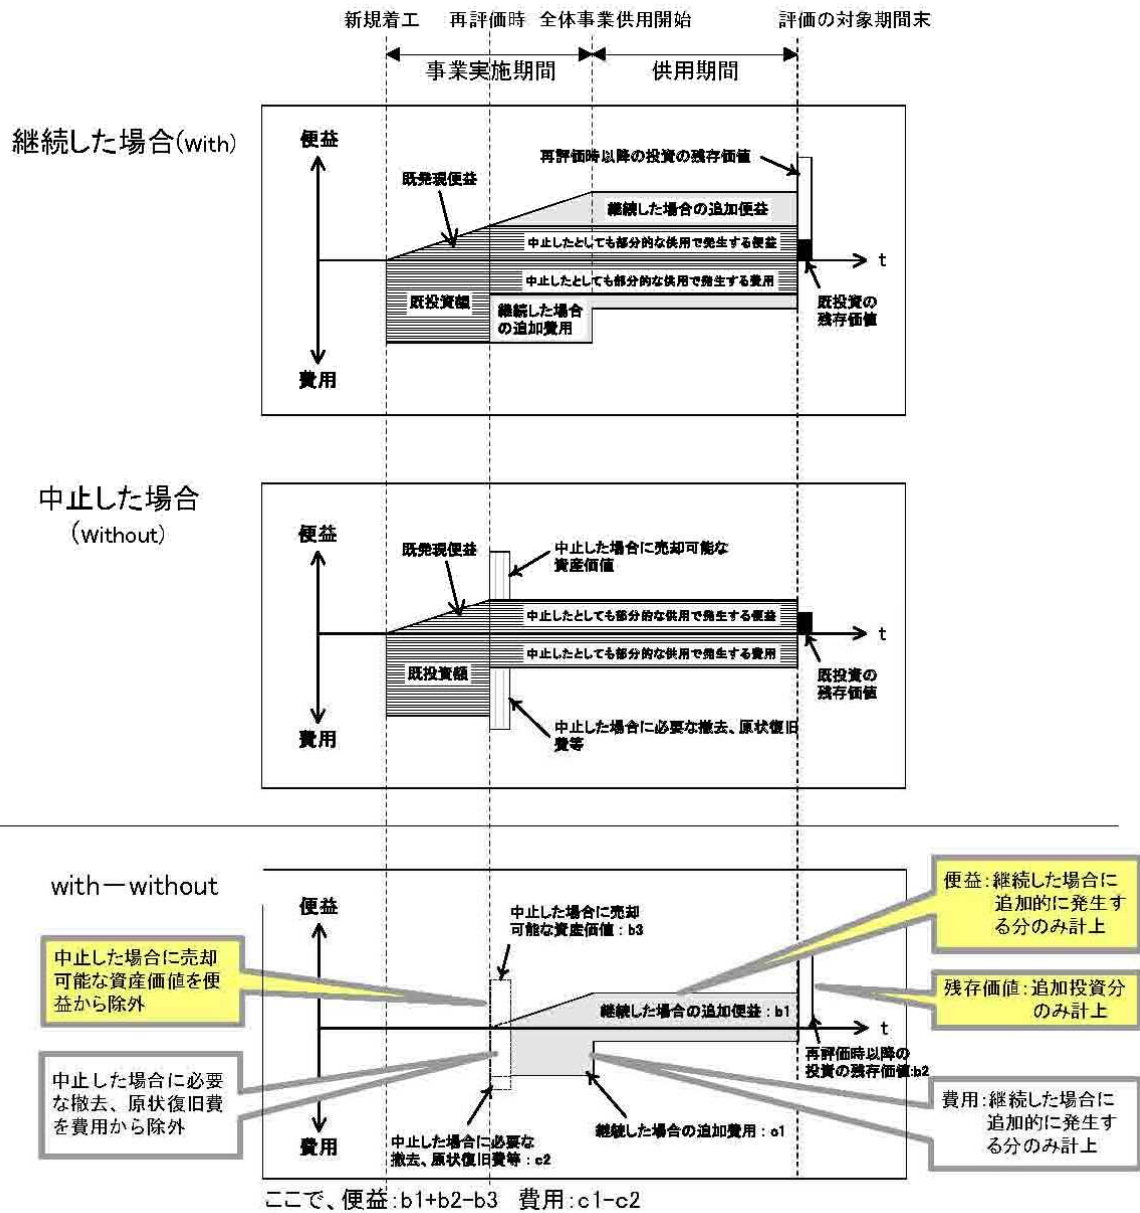 新規着工 再評価時 全体事業供用開始 評価の対象期間末
事業実施期間 供用期間
継続した場合(with)
便益
再評価時以降の投資の残存価値
既発現便益
継続した場合の追加便益
中止したとしても部分的な供用で発生する便益
t
中止したとしても部分的な供用で発生する費用
既投資額
継続した場合
の追加費用
既投資の
残存価値
費用
中止した場合
(without)
便益
既発現便益
中止した場合に売却可能な
資産価値
中止したとしても部分的な供用で発生する便益
t
中止したとしても部分的な供用で発生する費用
既投資額
既投資の
残存価値
中止した場合に必要な撤去、原状復旧
費等
費用
with－without
便益
中止した場合に売却
可能な資産価値：b3
便益:継続した場合に
追加的に発生す
る分のみ計上
中止した場合に売却
可能な資産価値を便
益から除外
残存価値:追加投資分
のみ計上
継続した場合の追加便益：b1
t
再評価時以降の
投資の残存価値:b2
中止した場合に必要
な撤去、原状復旧費
を費用から除外
費用:継続した場合に
追加的に発生す
る分のみ計上
費用
中止した場合に必要な
撤去、原状復旧費等：c2
継続した場合の追加費用：c1
ここで、便益:b1+b2-b3 費用:c1-c2